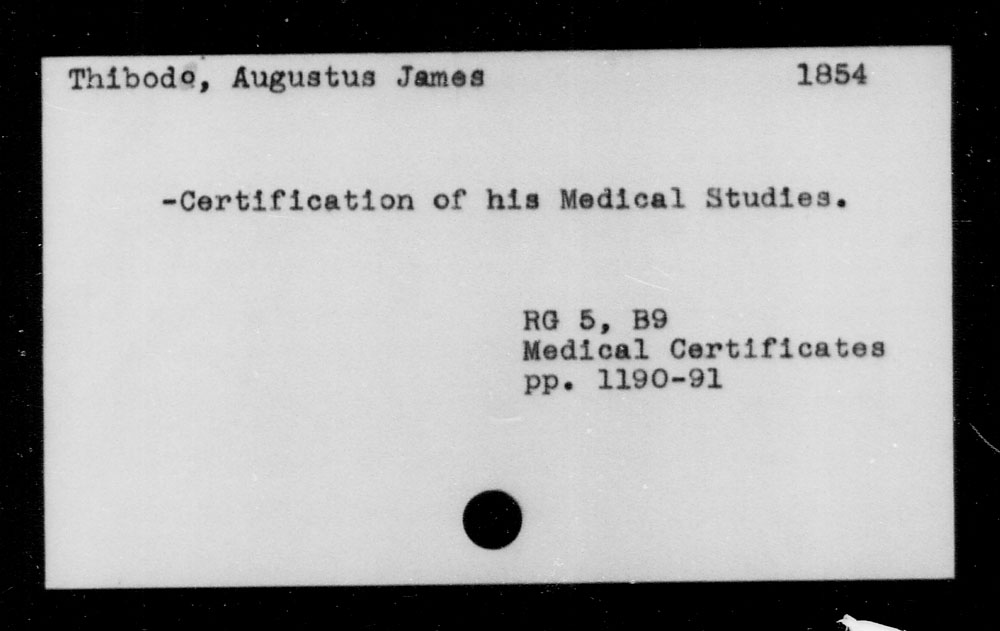 Thibodo, Augustus James 1854
-Certification of his Medical Studies.
RG 5, B9
Medical Certificates
pp. 1190-91